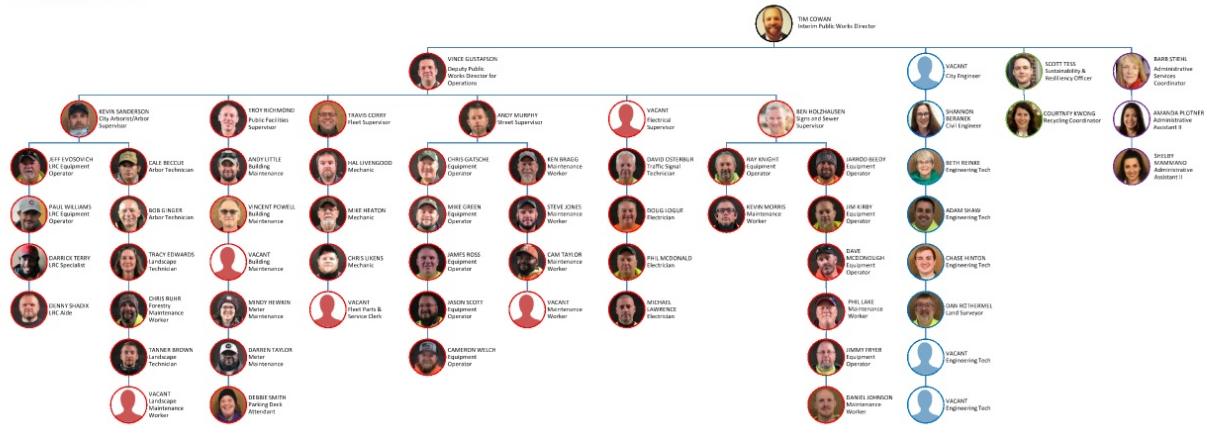 TIM COWAN
Interim Public Works Director
VINCE GUSTAFSON
Deputy Public
Works Director for
Operations
VACANT
City Engineer
SCOTT TESS
Sustainability &
Resiliency Officer
BARB STIEHL
Administrative
Services
Coordinator
KEVIN SANDERSON
City Arborist/Arbor
Supervisor
TROY RICHMOND
Public Facilities
Supervisor
TRAVIS CORRY
Fleet Supervisor
ANDY MURPHY
Street Supervisor
VACANT
Electrical
Supervisor
BEN HOLZHAUSEN
Signs and Sewer
Supervisor
SHANNON
BERANEK
Civil Engineer
COURTNEY KWONG
Recycling Coordinator
AMANDA PLOTNER
Administrative
Assistant II
JEFF EVOSOVICH
LRC Equipment
Operator
CALE BECCUE
Arbor Technician
ANDY LITTLE
Building
Maintenance
HAL LIVENGOOD
Mechanic
CHRIS GATSCHE
Equipment
Operator
KEN BRAGG
Maintenance
Worker
DAVID OSTERBUR
Traffic Signal
Technician
RAY KNIGHT
Equipment
Operator
JARROD BEEDY
Equipment
Operator
BETH REINKE
Engineering Tech
SHELBY
MAMMANO
Administrative
Assistant II
PAUL WILLIAMS
LRC Equipment
Operator
BOB GINGER
Arbor Technician
VINCENT POWELL
Building
Maintenance
MIKE HEATON
Mechanic
MIKE GREEN
Equipment
Operator
STEVE JONES
Maintenance
Worker
DOUG LOGUE
Electrician
KEVIN MORRIS
Maintenance
Worker
JIM KIRBY
Equipment
Operator
ADAM SHAW
Engineering Tech
DARRICK TERRY
LRC Specialist
TRACY EDWARDS
Landscape
Technician
VACANT
Building
Maintenance
CHRIS LIKENS
Mechanic
JAMES ROSS
Equipment
Operator
CAM TAYLOR
Maintenance
Worker
PHIL MCDONALD
Electrician
DAVE
MCDONOUGH
Equipment
Operator
CHASE HINTON
Engineering Tech
DENNY SHADIX
LRC Aide
CHRIS RUHR
Forestry
Maintenance
Worker
MINDY HEWKIN
Meter
Maintenance
VACANT
Fleet Parts &
Service Clerk
JASON SCOTT
Equipment
Operator
VACANT
Maintenance
Worker
MICHAEL
LAWRENCE
Electrician
PHIL LAKE
Maintenance
Worker
DAN ROTHERMEL
Land Surveyor
TANNER BROWN
Landscape
Technician
DARREN TAYLOR
Meter
Maintenance
CAMERON WELCH
Equipment
Operator
JIMMY FRYER
Equipment
Operator
VACANT
Engineering Tech
VACANT
Landscape
Maintenance
Worker
DEBBIE SMITH
Parking Deck
Attendant
DANIEL JOHNSON
Maintenance
Worker
VACANT
Engineering Tech